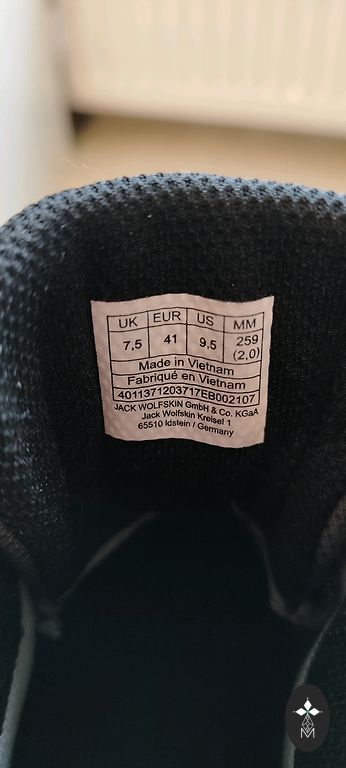 UK EUR US MM
7,5 41 9,5 259 (2,0)
Made in Vietnam
Fabriqué en Vietnam
4011371203717EB002107
JACK WOLFSKIN GmbH & Co. KGaA
Jack Wolfskin Kreisel 1
65510 Idstein / Germany
M